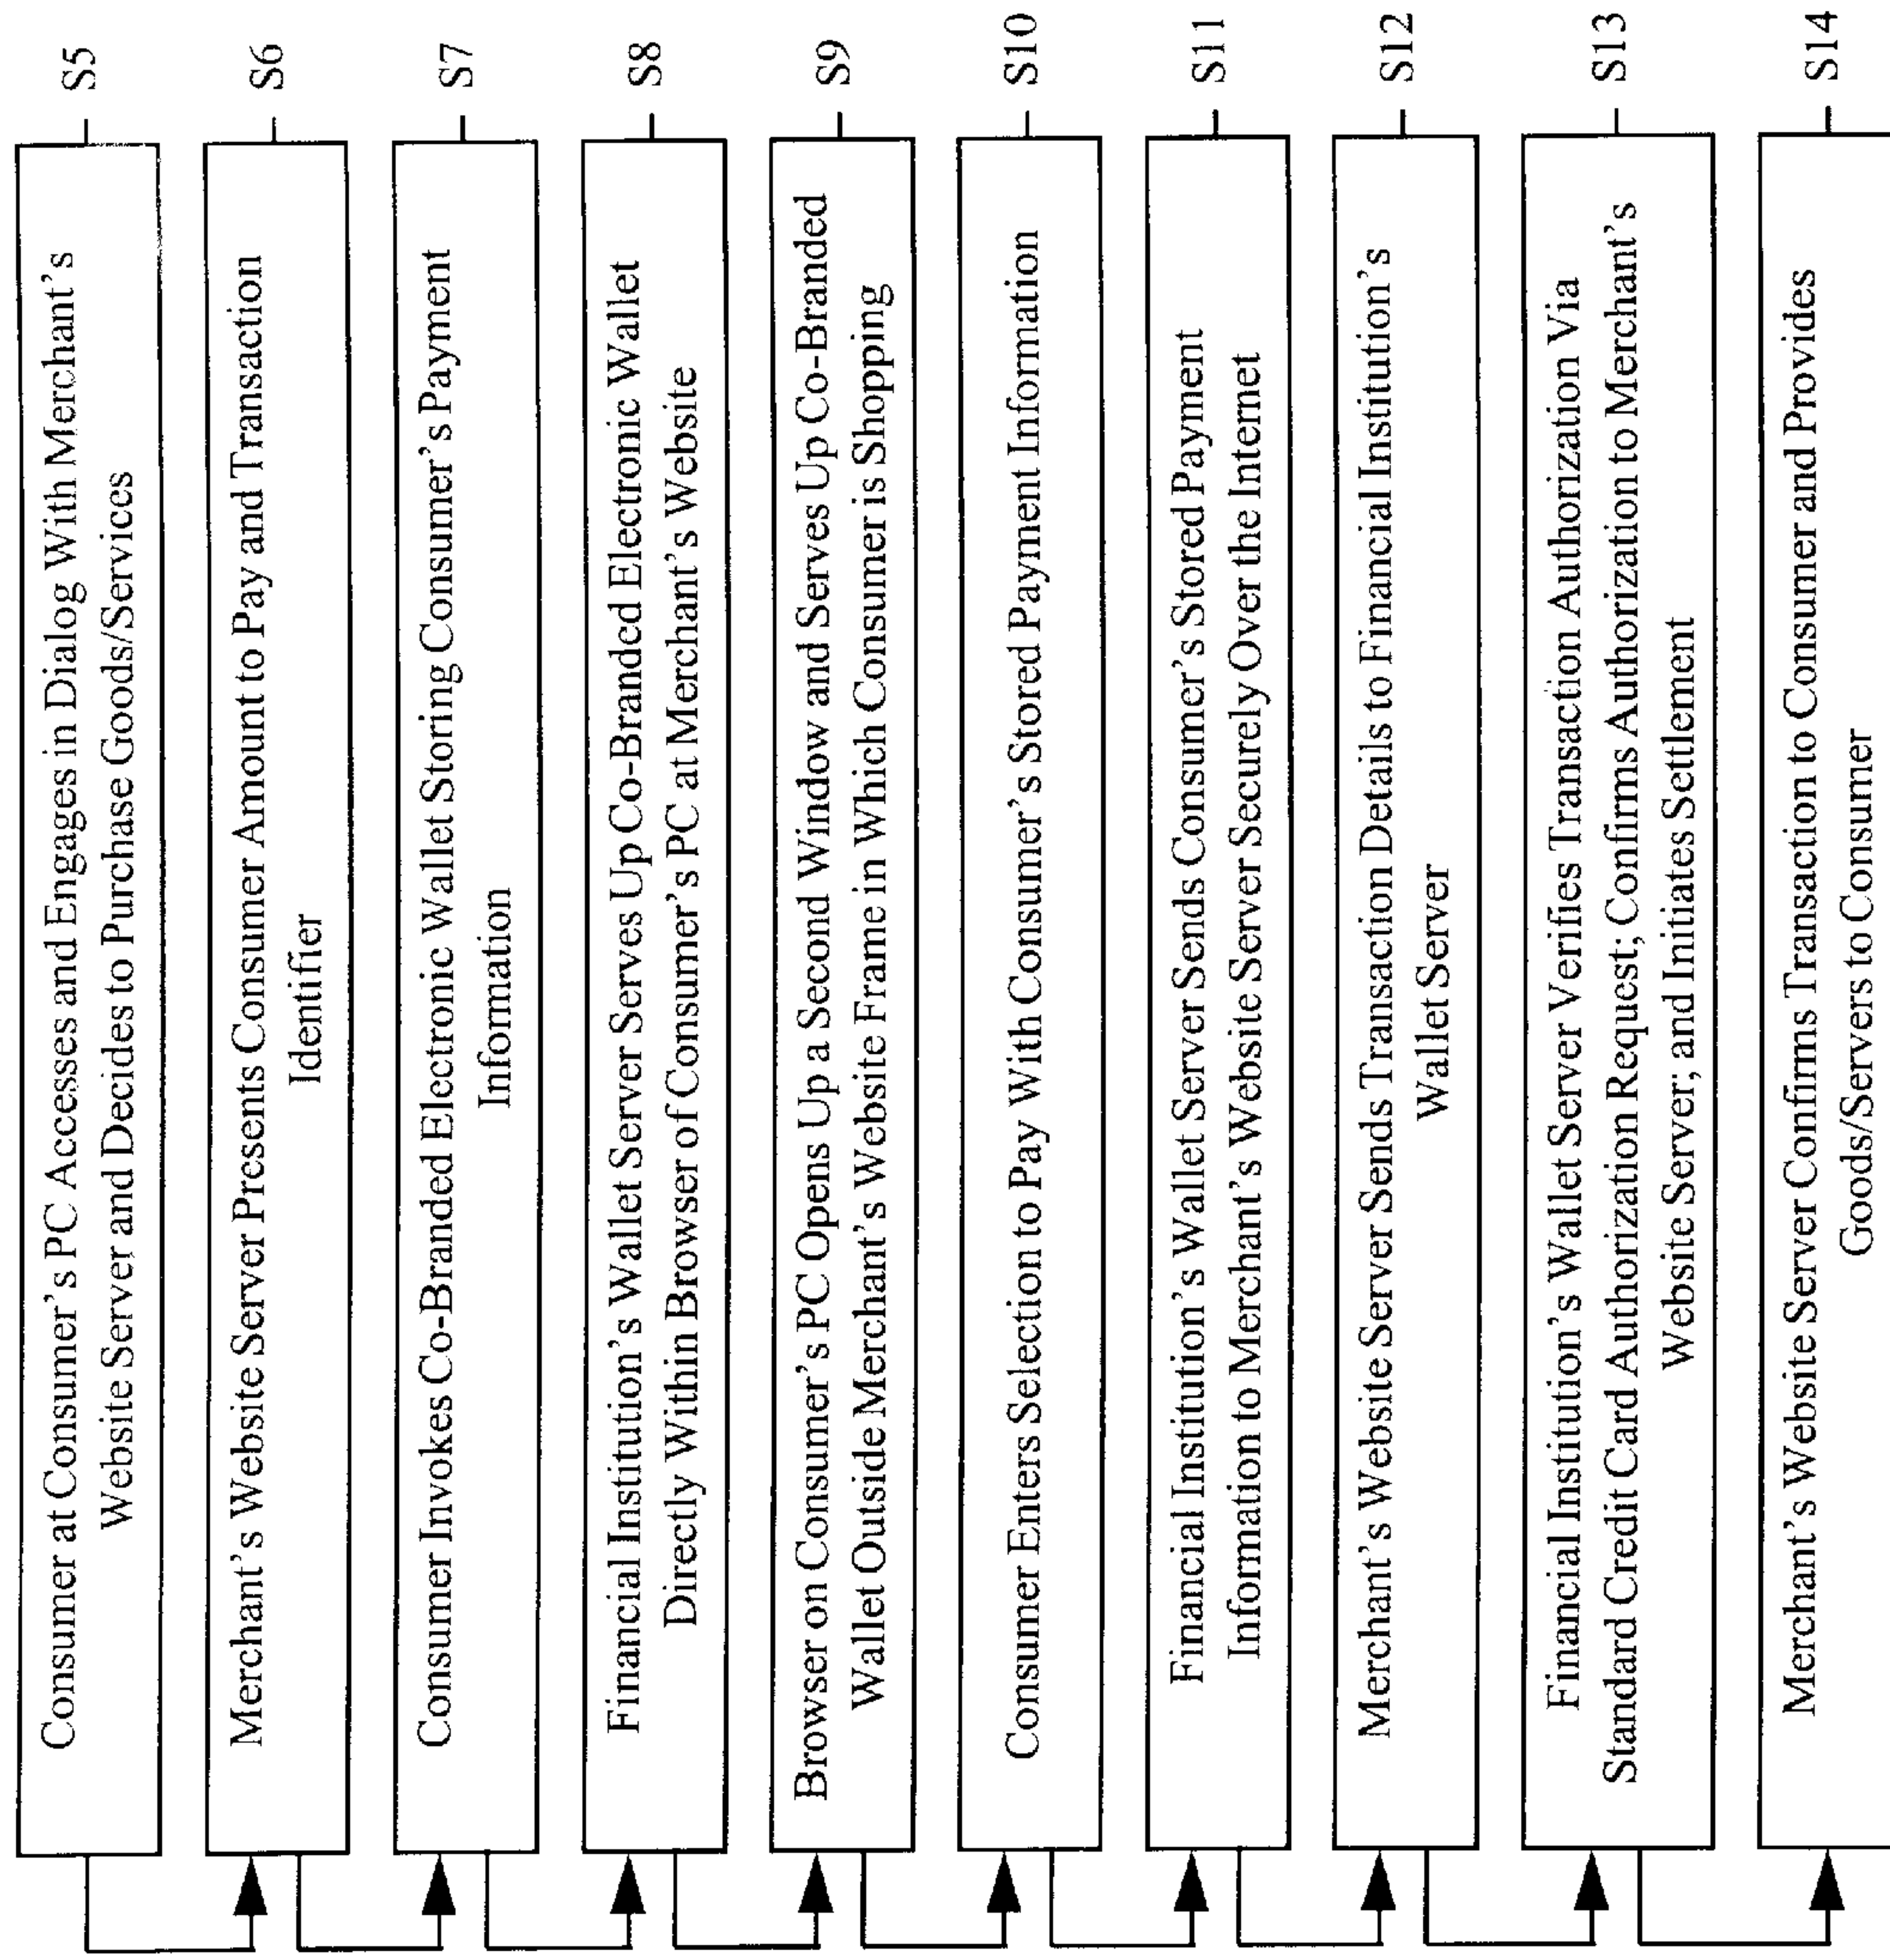 Consumer at Consumer's PC Accesses and Engages in Dialog With Merchant's
Website Server and Decides to Purchase Goods/Services
S5
Merchant's Website Server Presents Consumer Amount to Pay and Transaction
Identifier
S6
Consumer Invokes Co-Branded Electronic Wallet Storing Consumer's Payment
Information
S7
Financial Institution's Wallet Server Serves Up Co-Branded Electronic Wallet
Directly Within Browser of Consumer's PC at Merchant's Website
S8
Browser on Consumer's PC Opens Up a Second Window and Serves Up Co-Branded
Wallet Outside Merchant's Website Frame in Which Consumer is Shopping
S9
Consumer Enters Selection to Pay With Consumer's Stored Payment Information
S10
Financial Institution's Wallet Server Sends Consumer's Stored Payment
Information to Merchant's Website Server Securely Over the Internet
S11
Merchant's Website Server Sends Transaction Details to Financial Institution's
Wallet Server
S12
Financial Institution's Wallet Server Verifies Transaction Authorization Via
Standard Credit Card Authorization Request; Confirms Authorization to Merchant's
Website Server; and Initiates Settlement
S13
Merchant's Website Server Confirms Transaction to Consumer and Provides
Goods/Servers to Consumer
S14